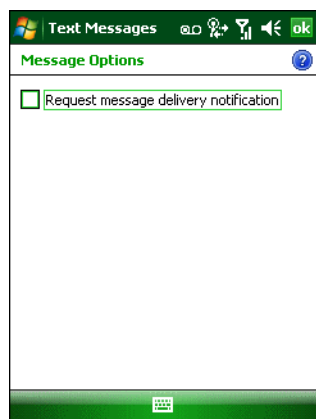 Text Messages ok
Message Options ?
Request message delivery notification